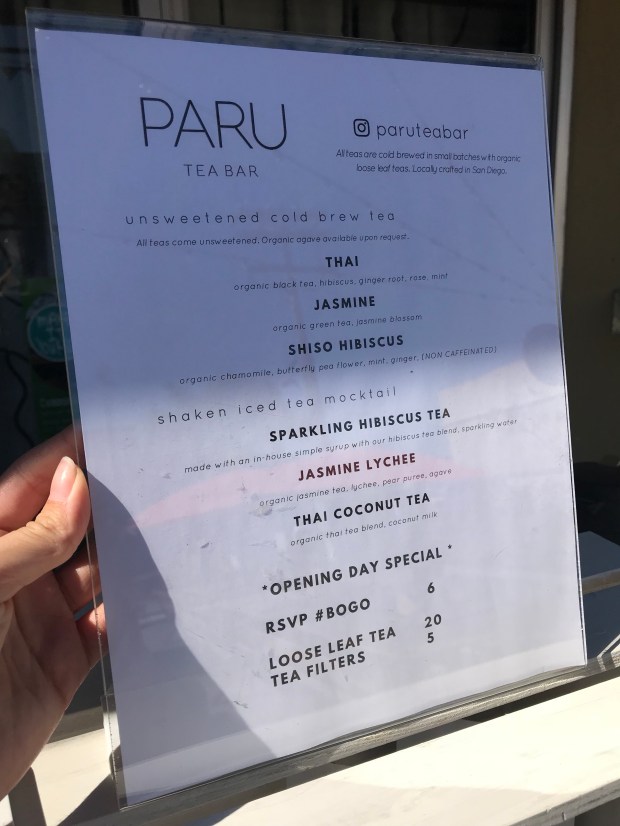 PARU
TEA BAR
paruteabar
All teas are cold brewed in small batches with organic
loose leaf teas. Locally crafted in San Diego.
unsweetened cold brew tea
All teas come unsweetened. Organic agave available upon request.
THAI
organic black tea, hibiscus, ginger root, rose, mint
JASMINE
organic green tea, jasmine blossom
SHISO HIBISCUS
organic chamomile, butterfly pea flower, mint, ginger, [NON CAFFEINATED]
shaken iced tea mocktail
SPARKLING HIBISCUS TEA
made with an in-house simple syrup with our hibiscus tea blend, sparkling water
JASMINE LYCHEE
organic jasmine tea, lychee, pear puree, agave
THAI COCONUT TEA
organic thai tea blend, coconut milk
*OPENING DAY SPECIAL *
RSVP #BOGO 6
LOOSE LEAF TEA 20
TEA FILTERS 5